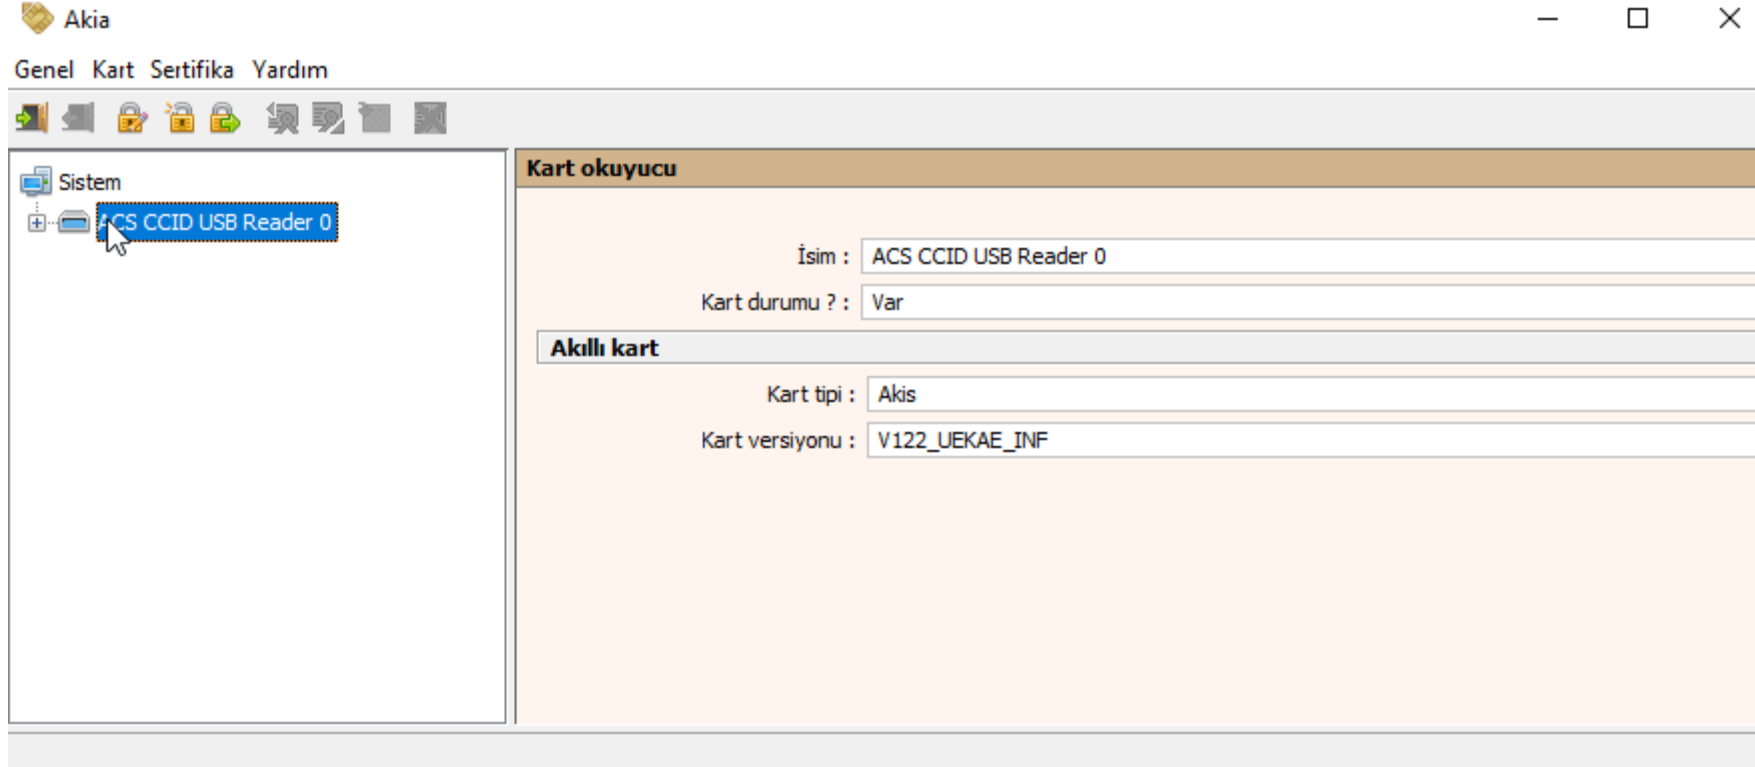 Akia
Genel Kart Sertifika Yardım
Sistem
ACS CCID USB Reader 0
Kart okuyucu
İsim : ACS CCID USB Reader 0
Kart durumu ? : Var
Akıllı kart
Kart tipi : Akis
Kart versiyonu : V122_UEKAE_INF